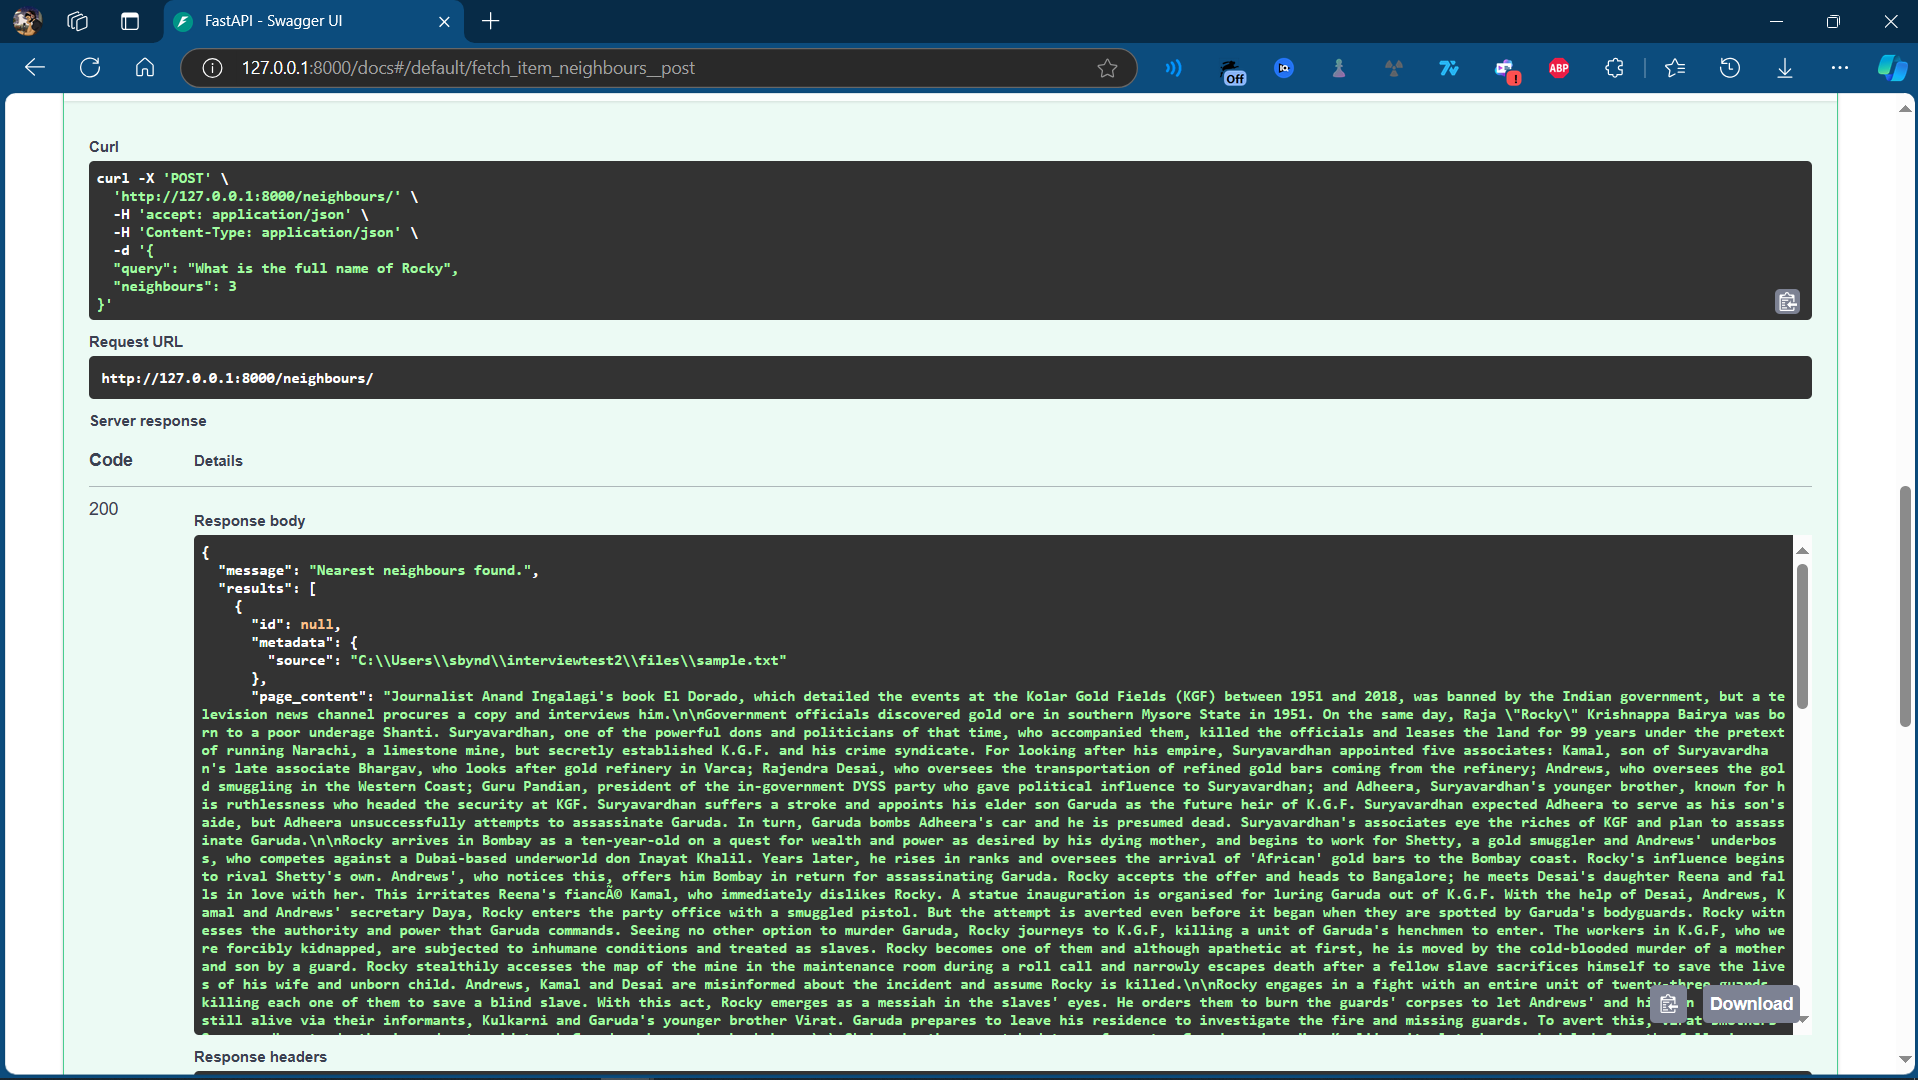 FastAPI - Swagger UI
127.0.0.1:8000/docs#/default/fetch_item_neighbours__post
Off
ABP
Curl
curl -X 'POST' \
'http://127.0.0.1:8000/neighbours/' \
-H 'accept: application/json' \
-H 'Content-Type: application/json' \
-d '{
"query": "What is the full name of Rocky",
"neighbours": 3
}'
Request URL
http://127.0.0.1:8000/neighbours/
Server response
Code Details
200
Response body
{
"message": "Nearest neighbours found.",
"results": [
{
"id": null,
"metadata": {
"source": "C:\\Users\\sbynd\\interviewtest2\\files\\sample.txt"
},
"page_content": "Journalist Anand Ingalagi's book El Dorado, which detailed the events at the Kolar Gold Fields (KGF) between 1951 and 2018, was banned by the Indian government, but a te
levision news channel procures a copy and interviews him.\n\nGovernment officials discovered gold ore in southern Mysore State in 1951. On the same day, Raja \"Rocky\" Krishnappa Bairya was bo
rn to a poor underage Shanti. Suryavardhan, one of the powerful dons and politicians of that time, who accompanied them, killed the officials and leases the land for 99 years under the pretext
of running Narachi, a limestone mine, but secretly established K.G.F. and his crime syndicate. For looking after his empire, Suryavardhan appointed five associates: Kamal, son of Suryavardha
n's late associate Bhargav, who looks after gold refinery in Varca; Rajendra Desai, who oversees the transportation of refined gold bars coming from the refinery; Andrews, who oversees the gol
d smuggling in the Western Coast; Guru Pandian, president of the in-government DYSS party who gave political influence to Suryavardhan; and Adheera, Suryavardhan's younger brother, known for h
is ruthlessness who headed the security at KGF. Suryavardhan suffers a stroke and appoints his elder son Garuda as the future heir of K.G.F. Suryavardhan expected Adheera to serve as his son's
aide, but Adheera unsuccessfully attempts to assassinate Garuda. In turn, Garuda bombs Adheera's car and he is presumed dead. Suryavardhan's associates eye the riches of KGF and plan to assass
inate Garuda.\n\nRocky arrives in Bombay as a ten-year-old on a quest for wealth and power as desired by his dying mother, and begins to work for Shetty, a gold smuggler and Andrews' underbos
s, who competes against a Dubai-based underworld don Inayat Khalil. Years later, he rises in ranks and oversees the arrival of 'African' gold bars to the Bombay coast. Rocky's influence begins
to rival Shetty's own. Andrews', who notices this, offers him Bombay in return for assassinating Garuda. Rocky accepts the offer and heads to Bangalore; he meets Desai's daughter Reena and fal
ls in love with her. This irritates Reena's fiancÃ© Kamal, who immediately dislikes Rocky. A statue inauguration is organised for luring Garuda out of K.G.F. With the help of Desai, Andrews, K
amal and Andrews' secretary Daya, Rocky enters the party office with a smuggled pistol. But the attempt is averted even before it began when they are spotted by Garuda's bodyguards. Rocky witn
esses the authority and power that Garuda commands. Seeing no other option to murder Garuda, Rocky journeys to K.G.F, killing a unit of Garuda's henchmen to enter. The workers in K.G.F, who we
re forcibly kidnapped, are subjected to inhumane conditions and treated as slaves. Rocky becomes one of them and although apathetic at first, he is moved by the cold-blooded murder of a mother
and son by a guard. Rocky stealthily accesses the map of the mine in the maintenance room during a roll call and narrowly escapes death after a fellow slave sacrifices himself to save the live
s of his wife and unborn child. Andrews, Kamal and Desai are misinformed about the incident and assume Rocky is killed.\n\nRocky engages in a fight with an entire unit of twenty-three guards,
killing each one of them to save a blind slave. With this act, Rocky emerges as a messiah in the slaves' eyes. He orders them to burn the guards' corpses to let Andrews' and hi
still alive via their informants, Kulkarni and Garuda's younger brother Virat. Garuda prepares to leave his residence to investigate the fire and missing guards. To avert this,
Download
Response headers